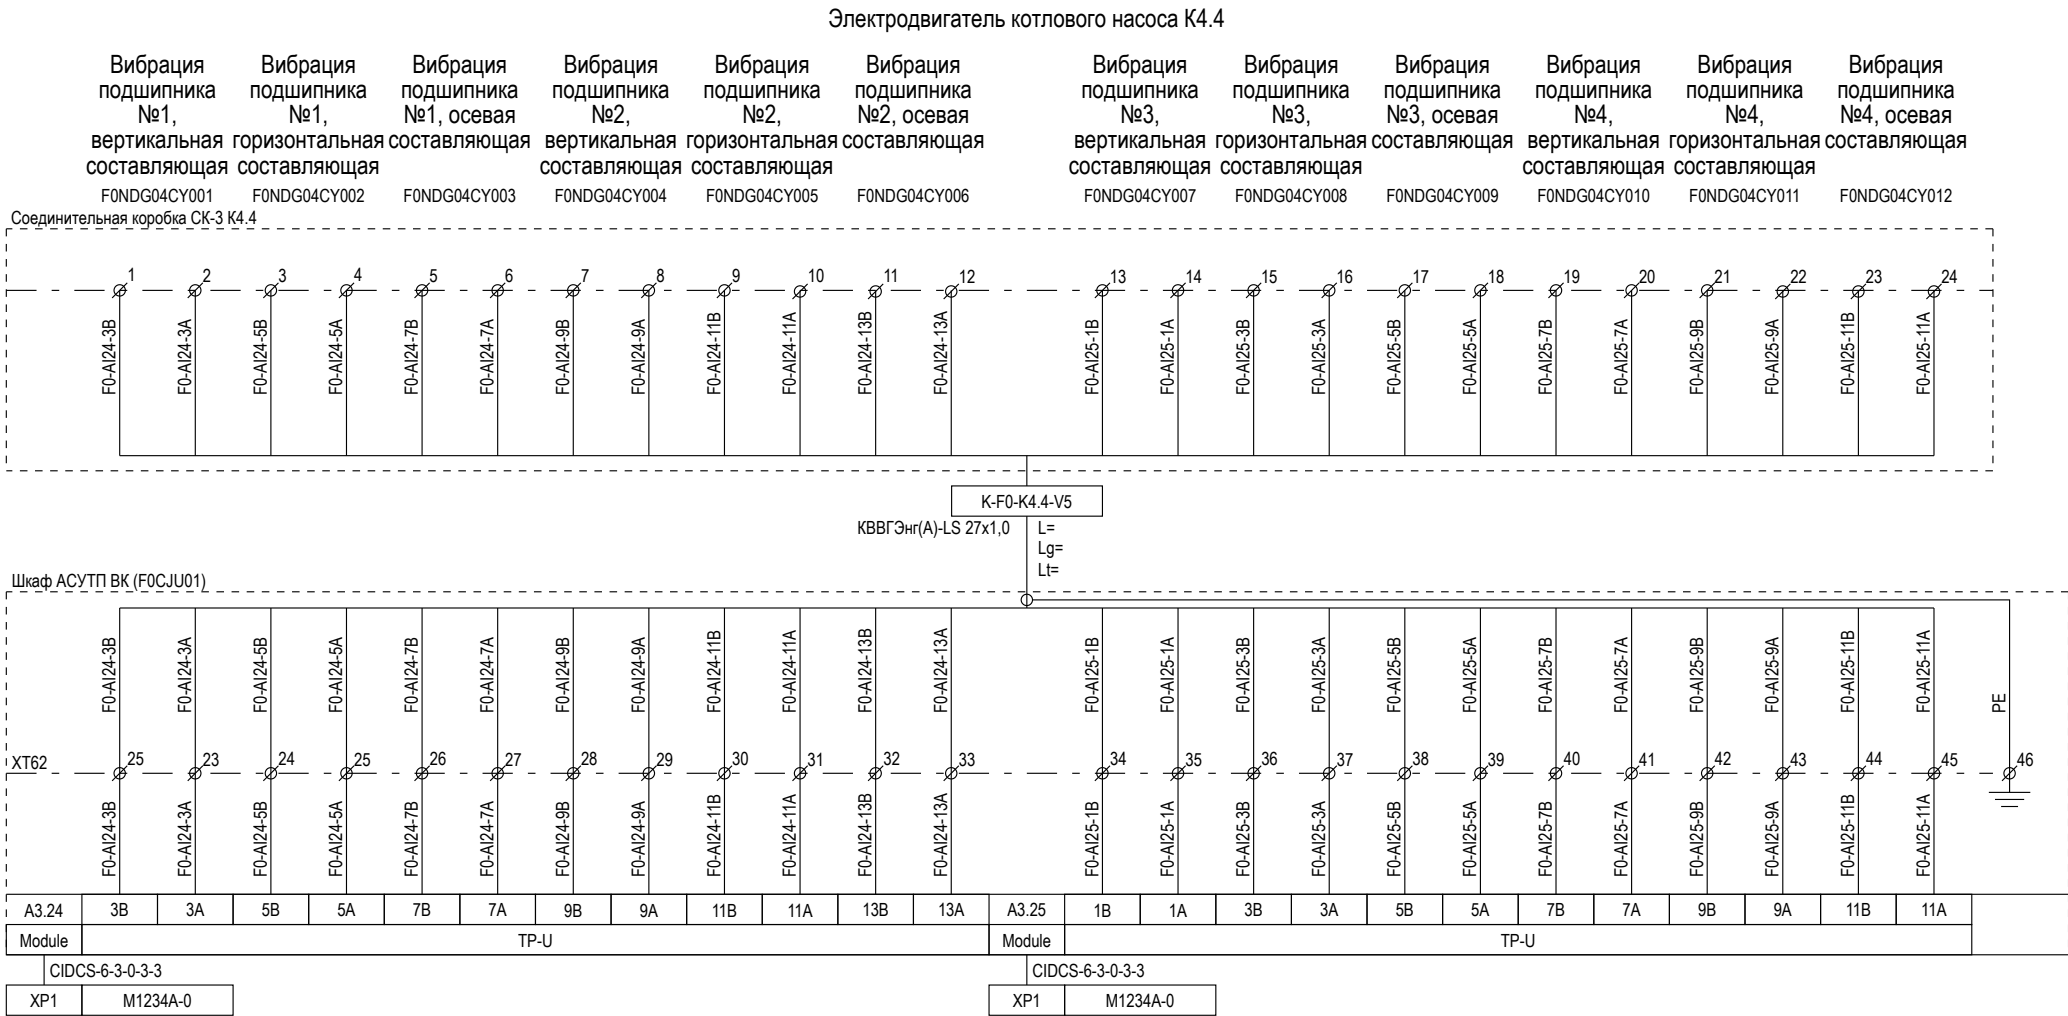 Электродвигатель котлового насоса К4.4
Вибрация подшипника №1, вертикальная составляющая
Вибрация подшипника №1, горизонтальная составляющая
Вибрация подшипника №1, осевая составляющая
Вибрация подшипника №2, вертикальная составляющая
Вибрация подшипника №2, горизонтальная составляющая
Вибрация подшипника №2, осевая составляющая
Вибрация подшипника №3, вертикальная составляющая
Вибрация подшипника №3, горизонтальная составляющая
Вибрация подшипника №3, осевая составляющая
Вибрация подшипника №4, вертикальная составляющая
Вибрация подшипника №4, горизонтальная составляющая
Вибрация подшипника №4, осевая составляющая
F0NDG04CY001 F0NDG04CY002 F0NDG04CY003 F0NDG04CY004 F0NDG04CY005 F0NDG04CY006 F0NDG04CY007 F0NDG04CY008 F0NDG04CY009 F0NDG04CY010 F0NDG04CY011 F0NDG04CY012
Соединительная коробка СК-3 К4.4
1 2 3 4 5 6 7 8 9 10 11 12 13 14 15 16 17 18 19 20 21 22 23 24
F0-AI24-3B F0-AI24-3A F0-AI24-5B F0-AI24-5A F0-AI24-7B F0-AI24-7A F0-AI24-9B F0-AI24-9A F0-AI24-11B F0-AI24-11A F0-AI24-13B F0-AI24-13A F0-AI25-1B F0-AI25-1A F0-AI25-3B F0-AI25-3A F0-AI25-5B F0-AI25-5A F0-AI25-7B F0-AI25-7A F0-AI25-9B F0-AI25-9A F0-AI25-11B F0-AI25-11A
K-F0-K4.4-V5
КВВГЭнг(А)-LS 27x1,0
L=
Lg=
Lt=
Шкаф АСУТП ВК (F0CJU01)
F0-AI24-3B F0-AI24-3A F0-AI24-5B F0-AI24-5A F0-AI24-7B F0-AI24-7A F0-AI24-9B F0-AI24-9A F0-AI24-11B F0-AI24-11A F0-AI24-13B F0-AI24-13A F0-AI25-1B F0-AI25-1A F0-AI25-3B F0-AI25-3A F0-AI25-5B F0-AI25-5A F0-AI25-7B F0-AI25-7A F0-AI25-9B F0-AI25-9A F0-AI25-11B F0-AI25-11A PE
XT62 25 23 24 25 26 27 28 29 30 31 32 33 34 35 36 37 38 39 40 41 42 43 44 45 46
F0-AI24-3B F0-AI24-3A F0-AI24-5B F0-AI24-5A F0-AI24-7B F0-AI24-7A F0-AI24-9B F0-AI24-9A F0-AI24-11B F0-AI24-11A F0-AI24-13B F0-AI24-13A F0-AI25-1B F0-AI25-1A F0-AI25-3B F0-AI25-3A F0-AI25-5B F0-AI25-5A F0-AI25-7B F0-AI25-7A F0-AI25-9B F0-AI25-9A F0-AI25-11B F0-AI25-11A
A3.24 3B 3A 5B 5A 7B 7A 9B 9A 11B 11A 13B 13A A3.25 1B 1A 3B 3A 5B 5A 7B 7A 9B 9A 11B 11A
Module TP-U Module TP-U
CIDCS-6-3-0-3-3 CIDCS-6-3-0-3-3
XP1 M1234A-0 XP1 M1234A-0